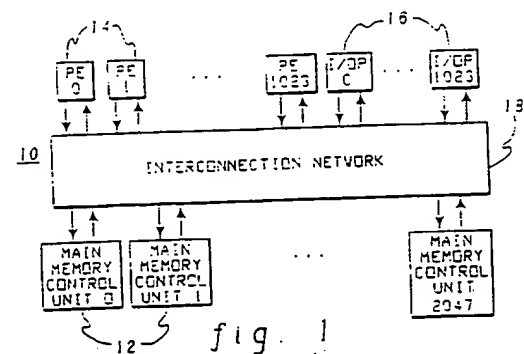 14 16
PE 0
PE 1
... PE 1023
I/OP 0
... I/OP 1023
10
INTERCONNECTION NETWORK
18
MAIN MEMORY CONTROL UNIT 0
MAIN MEMORY CONTROL UNIT 1
... MAIN MEMORY CONTROL UNIT 2047
12
fig. 1